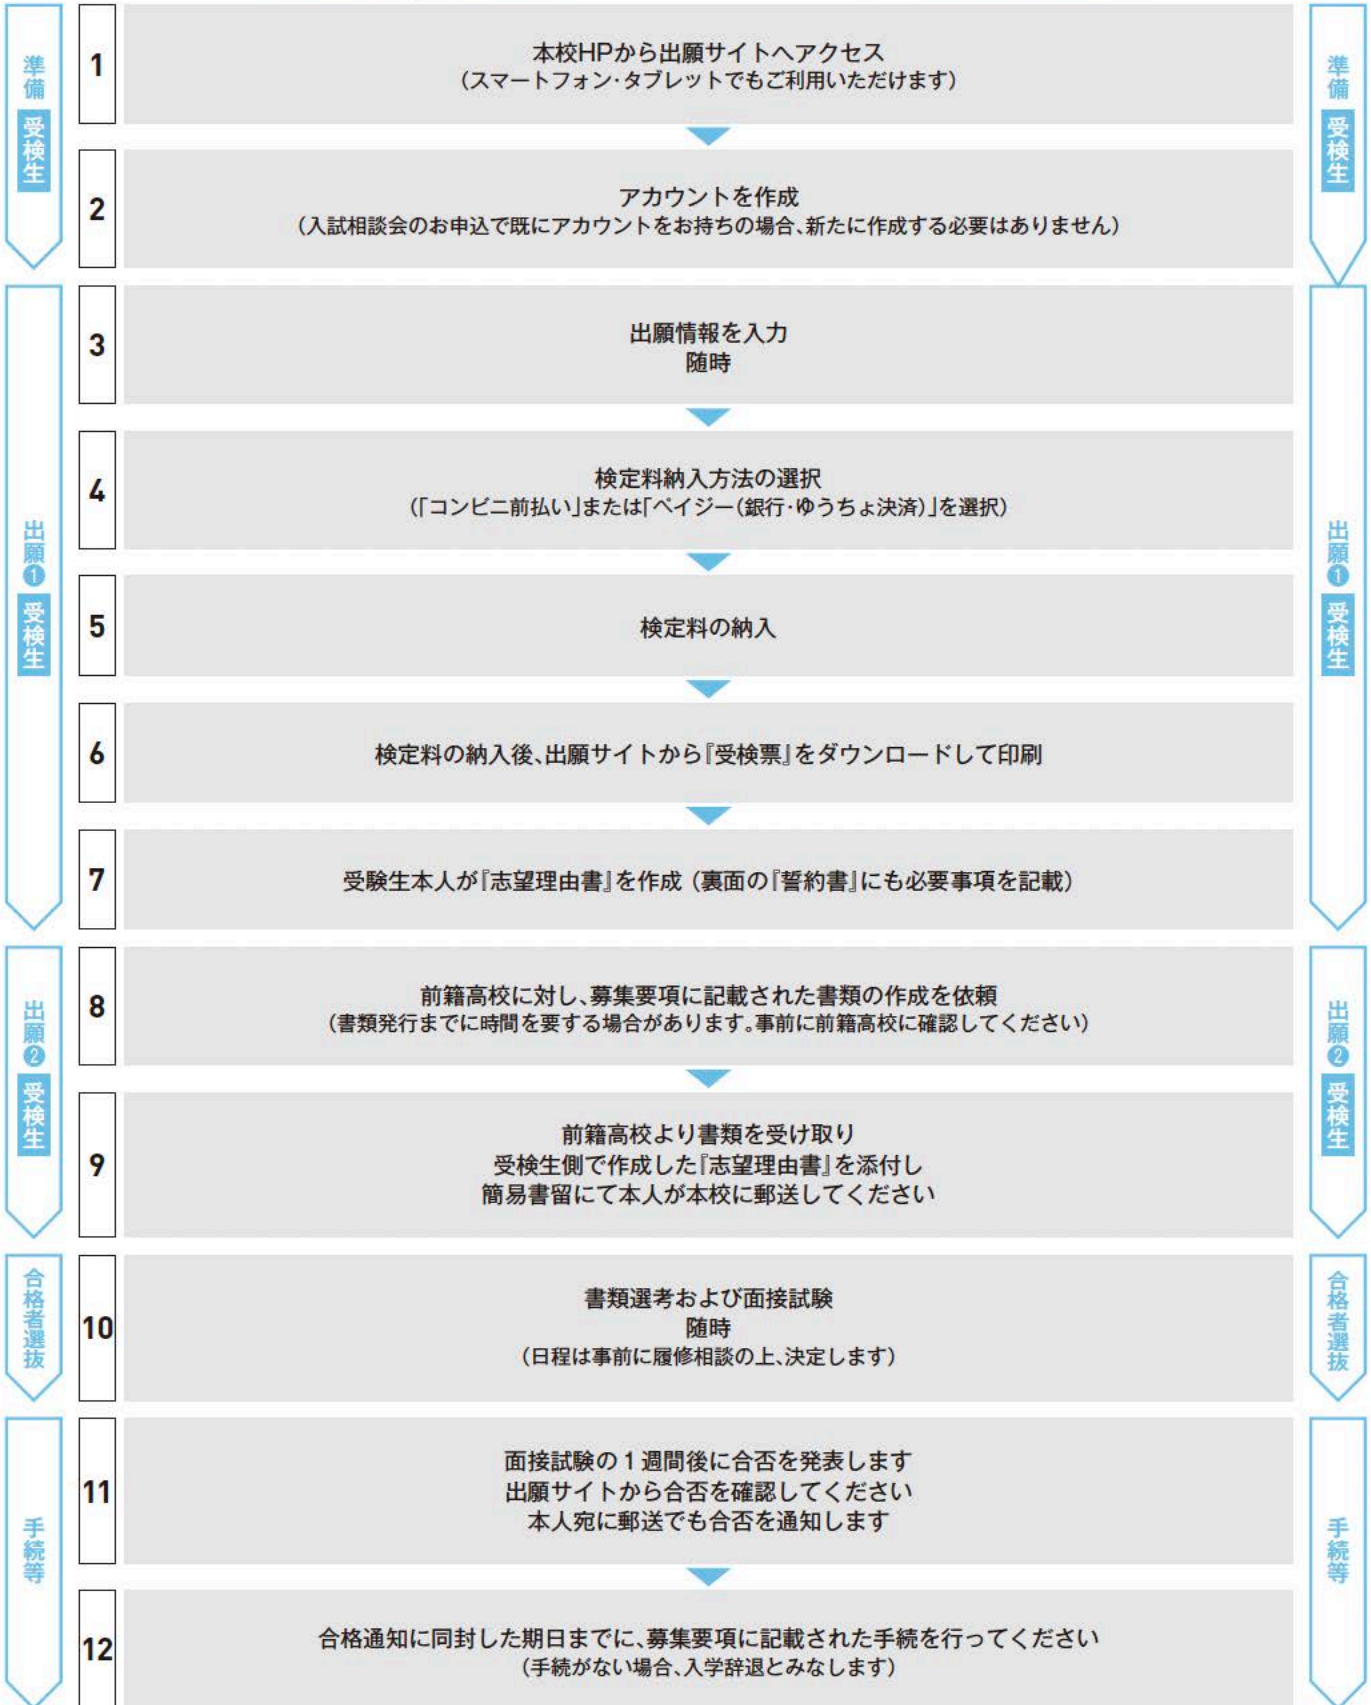 準備 受検生
1
本校HPから出願サイトへアクセス
（スマートフォン・タブレットでもご利用いただけます）
準備 受検生
2
アカウントを作成
（入試相談会のお申込で既にアカウントをお持ちの場合、新たに作成する必要はありません）
出願❶ 受検生
3
出願情報を入力
随時
出願❶ 受検生
4
検定料納入方法の選択
（「コンビニ前払い」または「ペイジー（銀行・ゆうちょ決済）」を選択）
5
検定料の納入
6
検定料の納入後、出願サイトから『受検票』をダウンロードして印刷
7
受験生本人が『志望理由書』を作成（裏面の『誓約書』にも必要事項を記載）
出願❷ 受検生
8
前籍高校に対し、募集要項に記載された書類の作成を依頼
（書類発行までに時間を要する場合があります。事前に前籍高校に確認してください）
出願❷ 受検生
9
前籍高校より書類を受け取り
受検生側で作成した『志望理由書』を添付し
簡易書留にて本人が本校に郵送してください
合格者選抜
10
書類選考および面接試験
随時
（日程は事前に履修相談の上、決定します）
合格者選抜
手続等
11
面接試験の1週間後に合否を発表します
出願サイトから合否を確認してください
本人宛に郵送でも合否を通知します
手続等
12
合格通知に同封した期日までに、募集要項に記載された手続を行ってください
（手続がない場合、入学辞退とみなします）